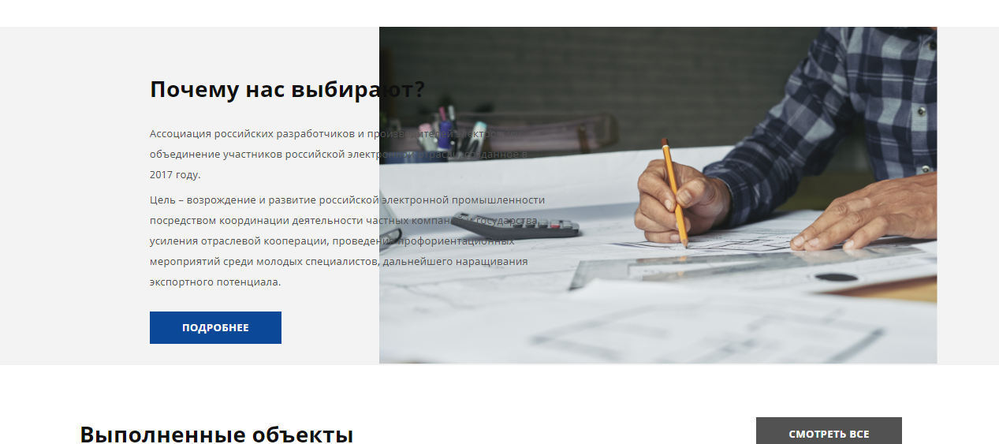 Почему нас выбирают?
Ассоциация российских разработчиков и производителей электроники
объединение участников российской электронной отрасли, созданное в
2017 году.
Цель – возрождение и развитие российской электронной промышленности
посредством координации деятельности частных компаний и государства,
усиления отраслевой кооперации, проведения профориентационных
мероприятий среди молодых специалистов, дальнейшего наращивания
экспортного потенциала.
ПОДРОБНЕЕ
Выполненные объекты
СМОТРЕТЬ ВСЕ